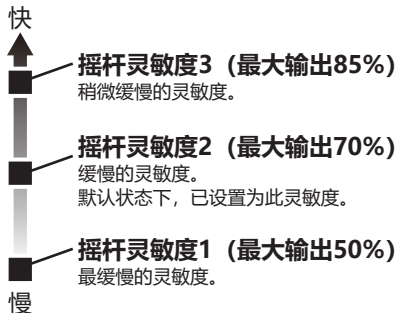 快
摇杆灵敏度3（最大输出85%）
稍微缓慢的灵敏度。
摇杆灵敏度2（最大输出70%）
缓慢的灵敏度。
默认状态下，已设置为此灵敏度。
摇杆灵敏度1（最大输出50%）
最缓慢的灵敏度。
慢